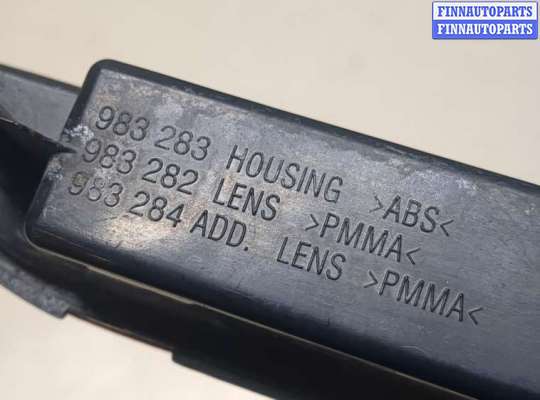 FINNAUTOPARTS
FINNAUTOPARTS
983 283 HOUSING >ABS<
983 282 LENS >PMMA<
983 284 ADD. LENS >PMMA<